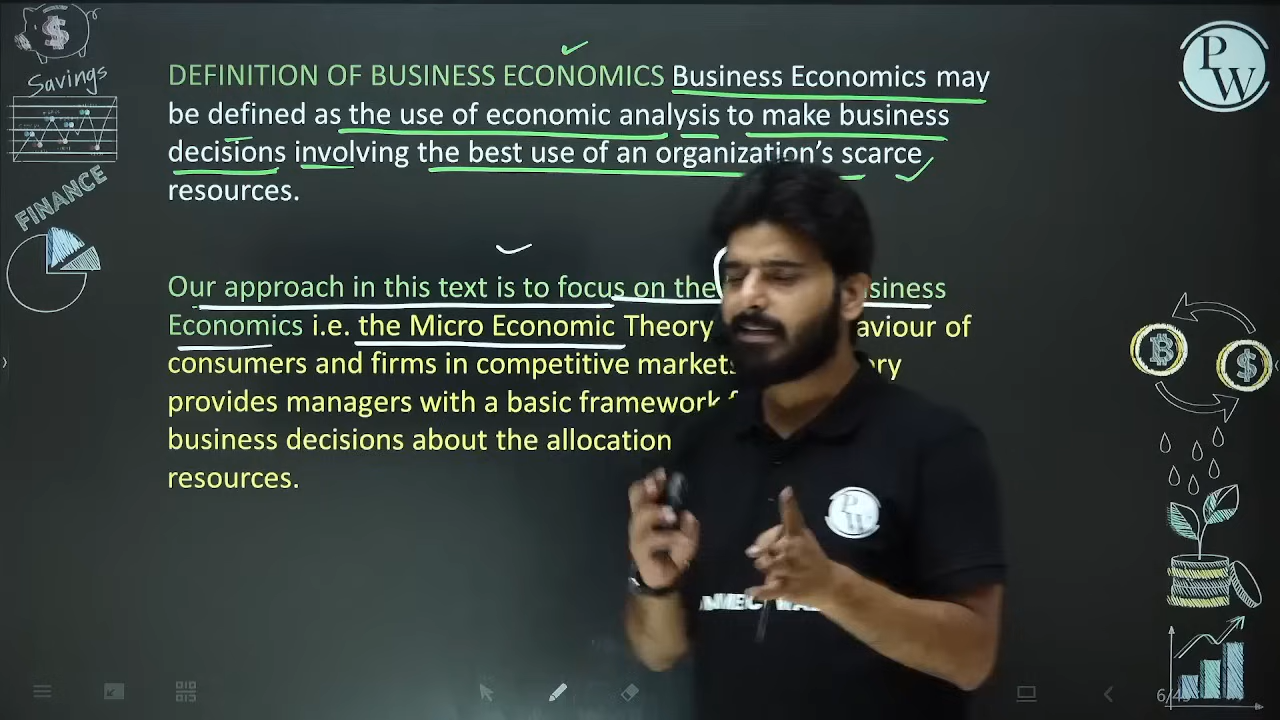 Savings
FINANCE
DEFINITION OF BUSINESS ECONOMICS Business Economics may
be defined as the use of economic analysis to make business
decisions involving the best use of an organization's scarce
resources.
Our approach in this text is to focus on the
Economics i.e. the Micro Economic Theory
consumers and firms in competitive markets
provides managers with a basic framework
business decisions about the allocation
resources.
PW
PW